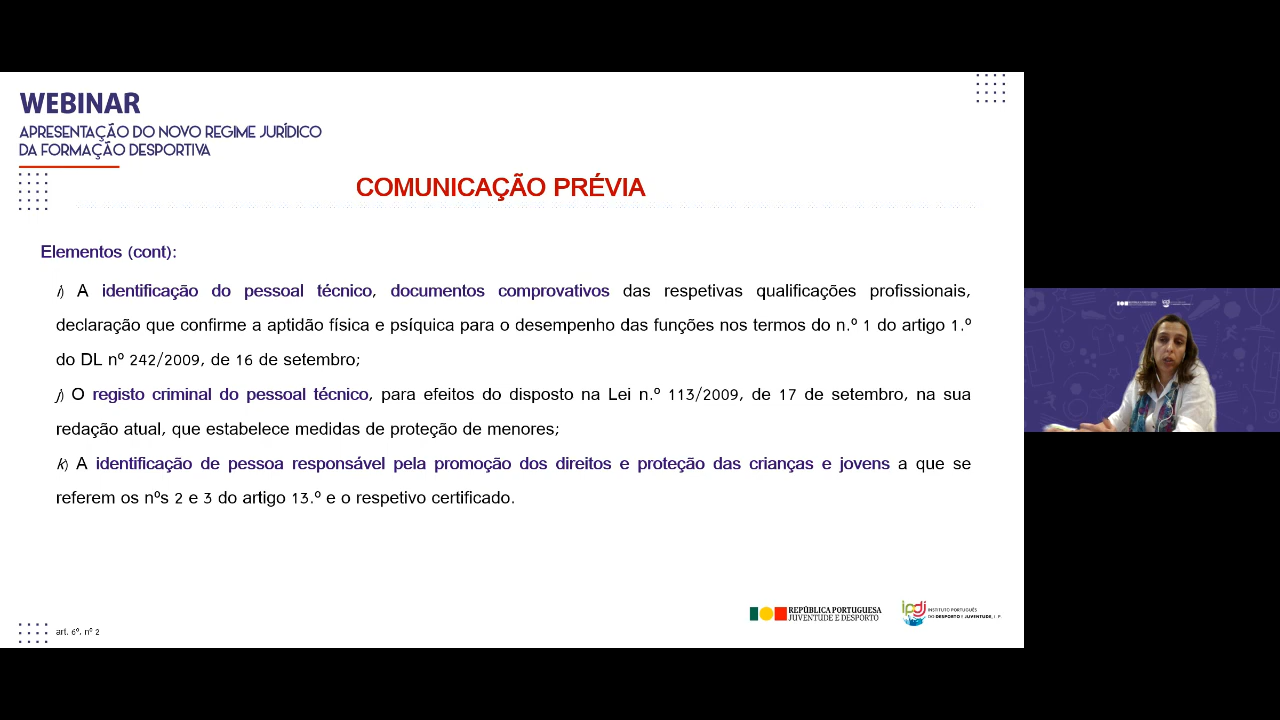 WEBINAR
APRESENTAÇÃO DO NOVO REGIME JURÍDICO
DA FORMAÇÃO DESPORTIVA
COMUNICAÇÃO PRÉVIA
Elementos (cont):
i) A identificação do pessoal técnico, documentos comprovativos das respetivas qualificações profissionais,
declaração que confirme a aptidão física e psíquica para o desempenho das funções nos termos do n.º 1 do artigo 1.º
do DL nº 242/2009, de 16 de setembro;
j) O registo criminal do pessoal técnico, para efeitos do disposto na Lei n.º 113/2009, de 17 de setembro, na sua
redação atual, que estabelece medidas de proteção de menores;
k) A identificação de pessoa responsável pela promoção dos direitos e proteção das crianças e jovens a que se
referem os nºs 2 e 3 do artigo 13.º e o respetivo certificado.
REPÚBLICA PORTUGUESA
JUVENTUDE E DESPORTO
ipdj
INSTITUTO PORTUGUÊS
DO DESPORTO E JUVENTUDE, I. P.
art. 6º, nº 2